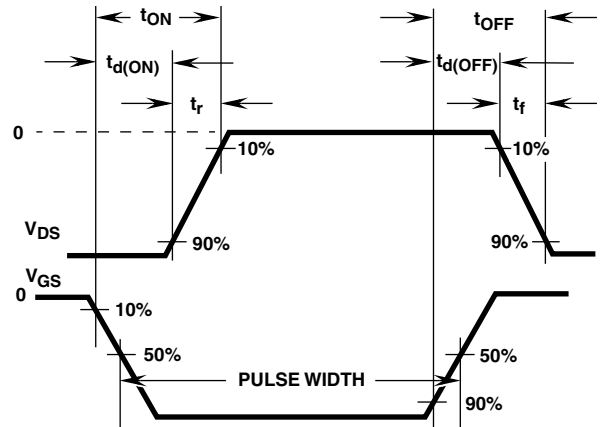 tON tOFF
td(ON) td(OFF)
tr tf
0
10% 10%
VDS
90% 90%
VGS
0
10%
50% 50%
PULSE WIDTH
90%